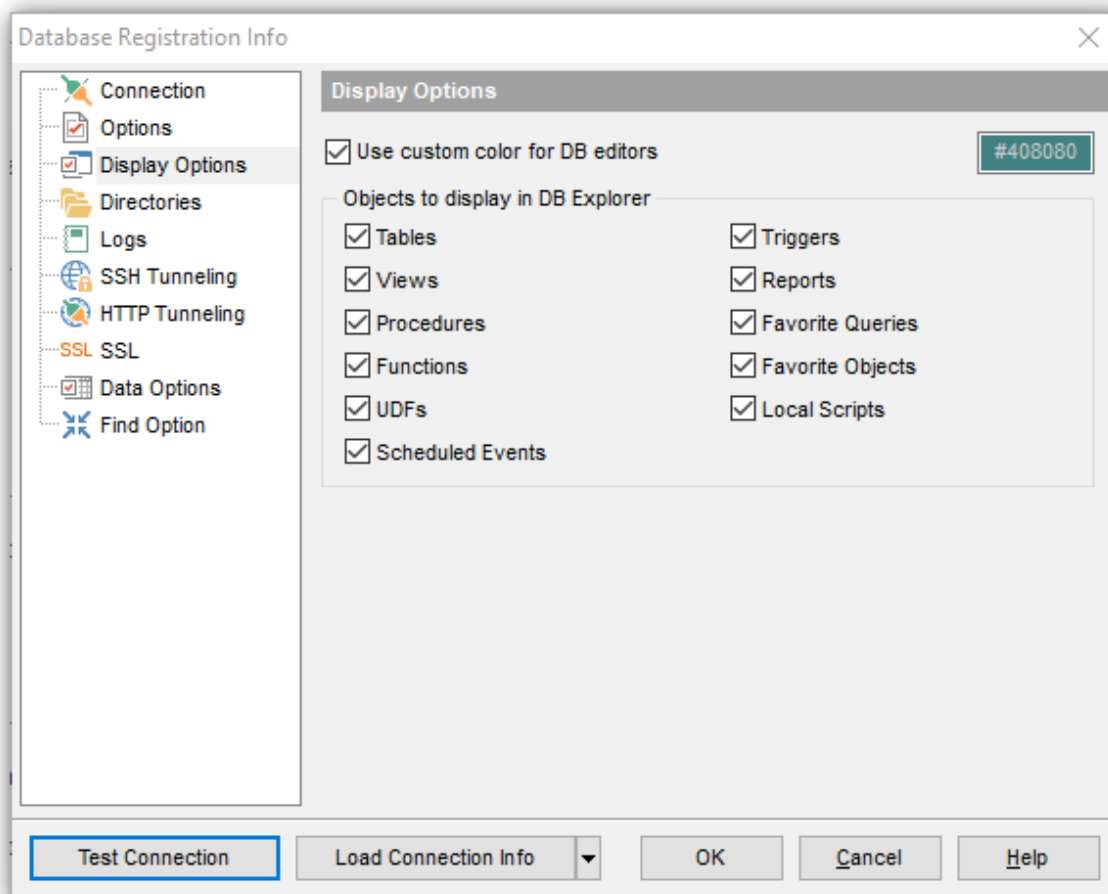 Database Registration Info
Connection
Options
Display Options
Directories
Logs
SSH Tunneling
HTTP Tunneling
SSL SSL
Data Options
Find Option
Display Options
Use custom color for DB editors
#408080
Objects to display in DB Explorer
Tables
Views
Procedures
Functions
UDFs
Scheduled Events
Triggers
Reports
Favorite Queries
Favorite Objects
Local Scripts
Test Connection
Load Connection Info
OK
Cancel
Help